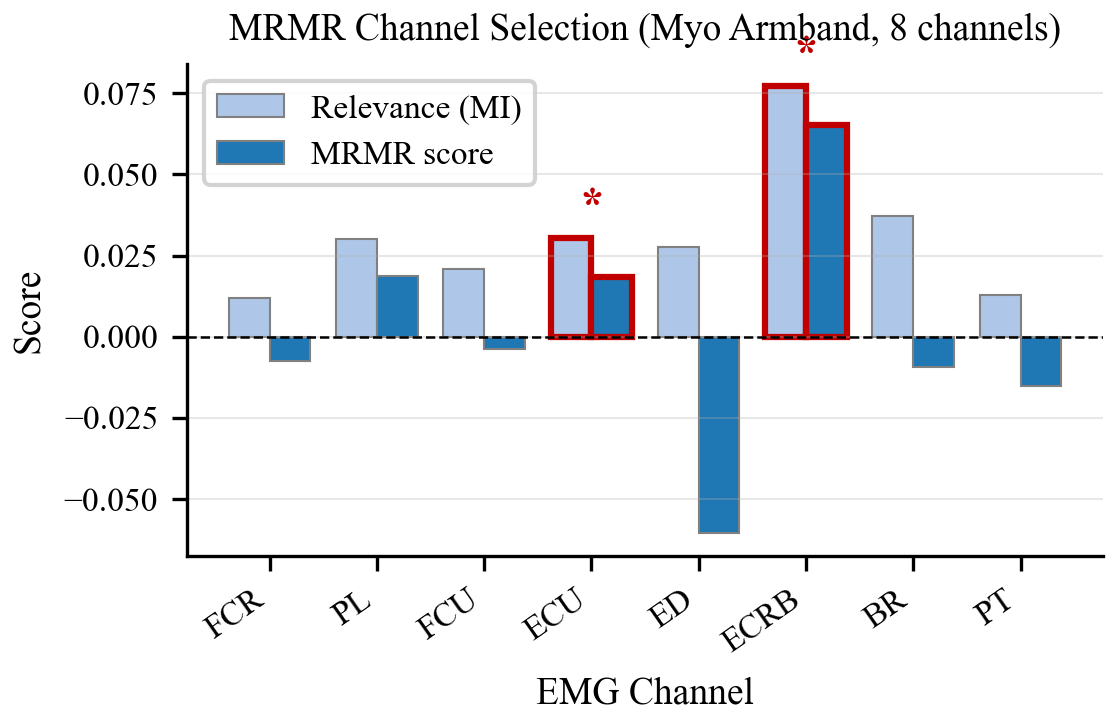 MRMR Channel Selection (Myo Armband, 8 channels)
*
Relevance (MI)
MRMR score
*
0.075
0.050
0.025
0.000
−0.025
−0.050
Score
FCR
PL
FCU
ECU
ED
ECRB
BR
PT
EMG Channel